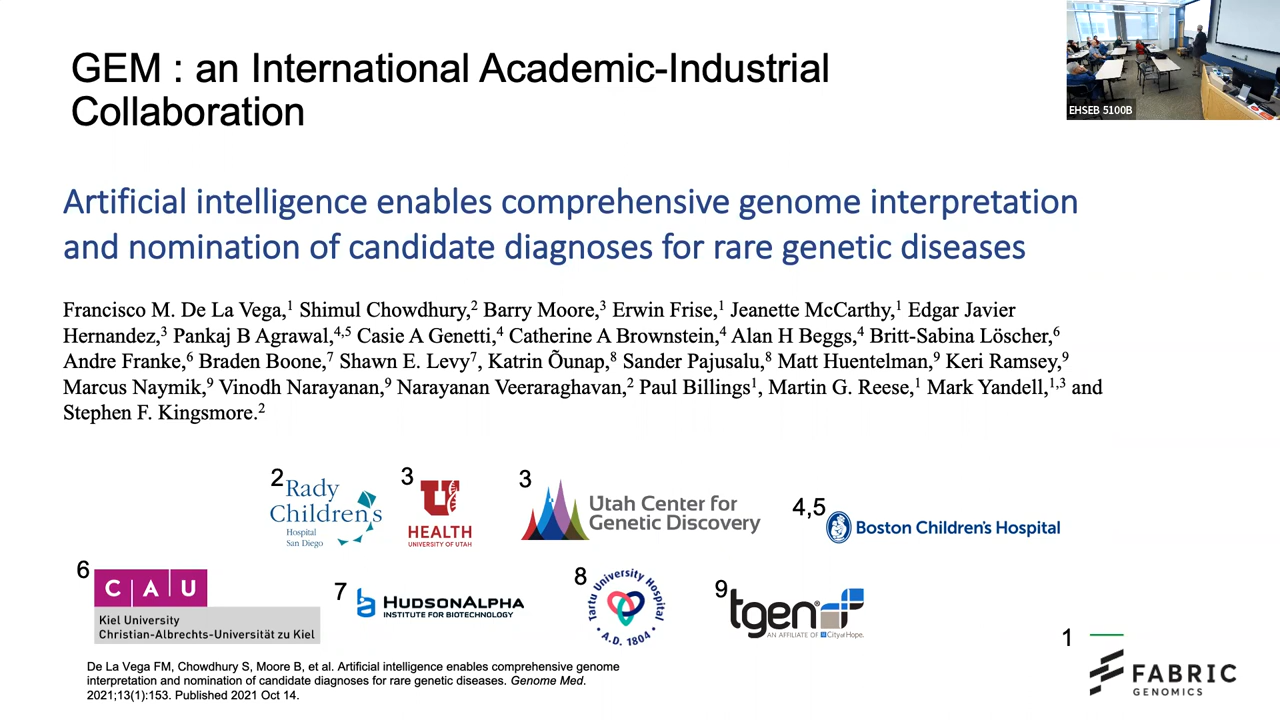 GEM : an International Academic-Industrial
Collaboration
EHSEB 5100B
Artificial intelligence enables comprehensive genome interpretation
and nomination of candidate diagnoses for rare genetic diseases
Francisco M. De La Vega,1 Shimul Chowdhury,2 Barry Moore,3 Erwin Frise,1 Jeanette McCarthy,1 Edgar Javier
Hernandez,3 Pankaj B Agrawal,4,5 Casie A Genetti,4 Catherine A Brownstein,4 Alan H Beggs,4 Britt-Sabina Löscher,6
Andre Franke,6 Braden Boone,7 Shawn E. Levy7, Katrin Õunap,8 Sander Pajusalu,8 Matt Huentelman,9 Keri Ramsey,9
Marcus Naymik,9 Vinodh Narayanan,9 Narayanan Veeraraghavan,2 Paul Billings1, Martin G. Reese,1 Mark Yandell,1,3 and
Stephen F. Kingsmore.2
2
Rady
Children's
Hospital
San Diego
3
U
HEALTH
UNIVERSITY OF UTAH
3
Utah Center for
Genetic Discovery
4,5
Boston Children's Hospital
6
C A U
Kiel University
Christian-Albrechts-Universität zu Kiel
7
HUDSONALPHA
INSTITUTE FOR BIOTECHNOLOGY
8
Tartu University Hospital
• A.D. 1804 •
9
tgen
AN AFFILIATE OF City of Hope.
1
FABRIC
GENOMICS
De La Vega FM, Chowdhury S, Moore B, et al. Artificial intelligence enables comprehensive genome
interpretation and nomination of candidate diagnoses for rare genetic diseases. Genome Med.
2021;13(1):153. Published 2021 Oct 14.